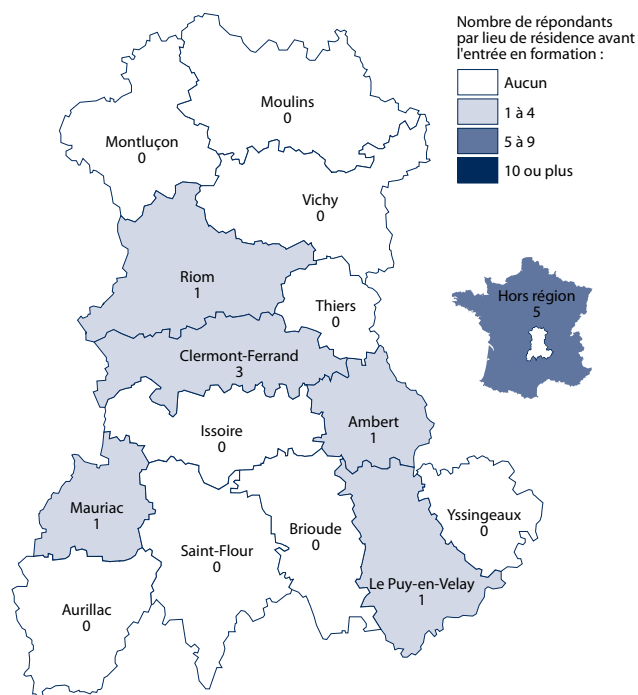 Nombre de répondants
par lieu de résidence avant
l'entrée en formation :
Aucun
1 à 4
5 à 9
10 ou plus
Moulins
0
Montluçon
0
Vichy
0
Riom
1
Thiers
0
Hors région
5
Clermont-Ferrand
3
Ambert
1
Issoire
0
Mauriac
1
Saint-Flour
0
Brioude
0
Yssingeaux
0
Le Puy-en-Velay
1
Aurillac
0